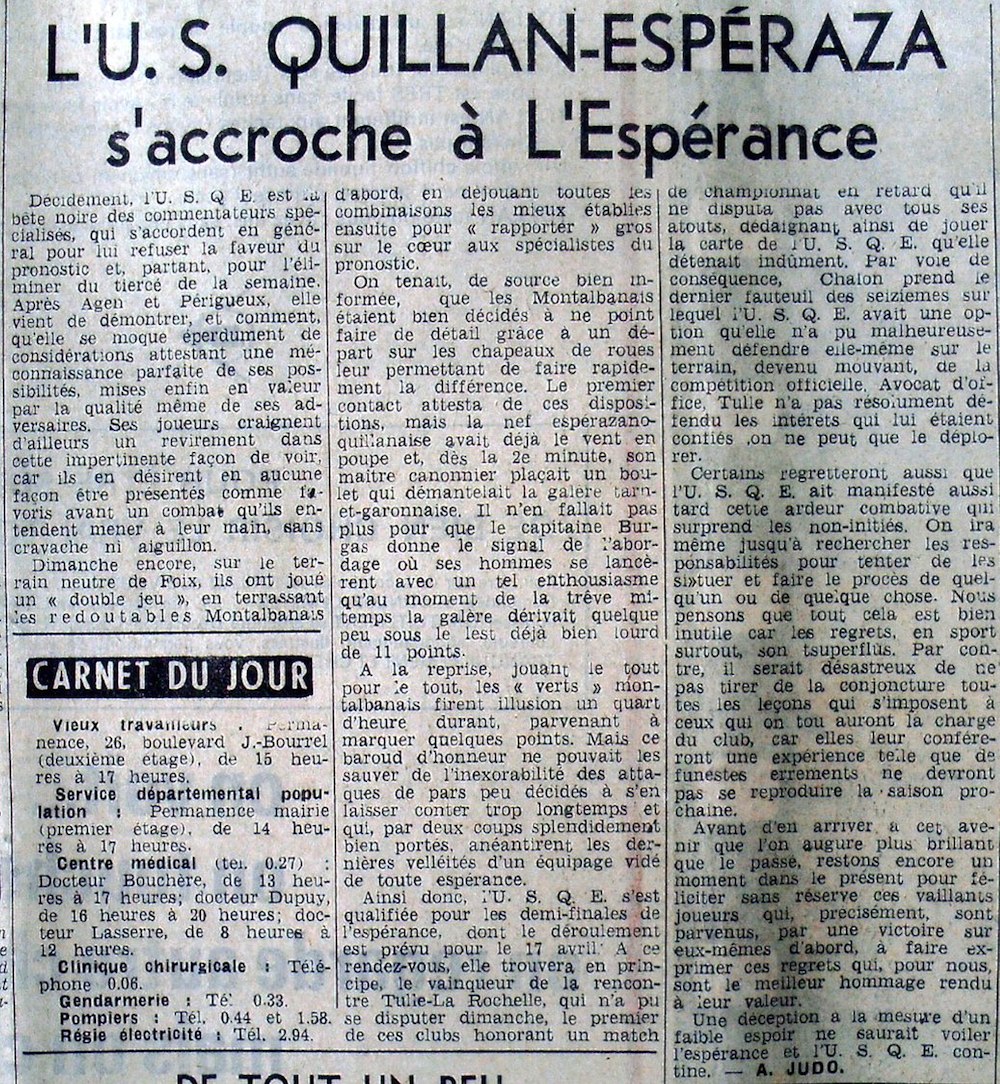 L'U. S. QUILLAN-ESPÉRAZA
s'accroche à L'Espérance
Décidement, l'U. S. Q E. est la
bête noire des commentateurs spe-
cialisés, qui s'accordent en géné-
ral pour lui refuser la faveur du
pronostic et, partant, pour l'éli-
miner du tiercé de la semaine.
Après Agen et Périgueux, elle
vient de démontrer, et comment,
qu'elle se moque éperdument de
considérations attestant une mé-
connaissance parfaite de ses pos-
sibilités, mises enfin en valeur
par la qualité même de ses ad-
versaires. Ses joueurs craignent
d'ailleurs un revirement dans
cette impertinente façon de voir,
car ils en désirent en aucune
façon être présentés comme fa-
voris avant un combat qu'ils en-
tendent mener à leur main, sans
cravache ni aiguillon.
Dimanche encore, sur le ter-
rain neutre de Foix, ils ont joué
un « double jeu », en terrassant
les redoutables Montalbanais
d'abord, en déjouant toutes les
combinaisons les mieux établies
ensuite pour « rapporter » gros
sur le cœur aux spécialistes du
pronostic.
On tenait, de source bien in-
formée, que les Montalbanais
étaient bien décidés à ne point
faire de détail grâce à un dé-
part sur les chapeaux de roues
leur permettant de faire rapide-
ment la différence. Le premier
contact attesta de ces disposi-
tions, mais la nef espérazano-
quillanaise avait déjà le vent en
poupe et, dès la 2e minute, son
maître canonnier plaçait un bou-
let qui démantelait la galère tarn-
et-garonnaise. Il n'en fallait pas
plus pour que le capitaine Bur-
gas donne le signal de l'abor-
dage où ses hommes se lancè-
rent avec un tel enthousiasme
qu'au moment de la trêve mi-
temps la galère dérivait quelque
peu sous le lest déjà bien lourd
de 11 points.
A la reprise, jouant le tout
pour le tout, les « verts » mon-
talbanais firent illusion un quart
d'heure durant, parvenant à
marquer quelques points. Mais ce
baroud d'honneur ne pouvait les
sauver de l'inexorabilité des atta-
ques de pars peu décidés à s'en
laisser conter trop longtemps et
qui, par deux coups splendidement
bien portés, anéantirent les der-
nières velléités d'un équipage vidé
de toute espérance.
Ainsi donc, l'U. S. Q. E. s'est
qualifiée pour les demi-finales de
l'espérance, dont le déroulement
est prévu pour le 17 avril. A ce
rendez-vous, elle trouvera en prin-
cipe, le vainqueur de la rencon-
tre Tulle-La Rochelle, qui n'a pu
se disputer dimanche, le premier
de ces clubs honorant un match
de championnat en retard qu'il
ne disputa pas avec tous ses
atouts, dédaignant ainsi de jouer
la carte de l'U. S. Q. E. qu'elle
détenait indûment. Par voie de
conséquence, Chalon prend le
dernier fauteuil des seizièmes sur
lequel l'U. S. Q. E. avait une op-
tion qu'elle n'a pu malheureuse-
ment défendre elle-même sur le
terrain, devenu mouvant, de la
compétition officielle. Avocat d'of-
fice, Tulle n'a pas résolument dé-
fendu les intérêts qui lui étaient
confiés ,on ne peut que le déplo-
rer.
Certains regretteront aussi que
l'U. S. Q. E. ait manifesté aussi
tard cette ardeur combative qui
surprend les non-initiés. On ira
même jusqu'à rechercher les res-
ponsabilités pour tenter de les
si»tuer et faire le procès de quel-
qu'un ou de quelque chose. Nous
pensons que tout cela est bien
inutile car les regrets, en sport
surtout, son tsuperflus. Par con-
tre, il serait désastreux de ne
pas tirer de la conjoncture tou-
tes les leçons qui s'imposent à
ceux qui on tou auront la charge
du club, car elles leur confére-
ront une expérience telle que de
funestes errements ne devront
pas se reproduire la saison pro-
chaine.
Avant d'en arriver a cet ave-
nir que l'on augure plus brillant
que le passé, restons encore un
moment dans le présent pour fé-
liciter sans réserve ces vaillants
joueurs qui, précisément, sont
parvenus, par une victoire sur
eux-mêmes d'abord, à faire ex-
primer ces regrets qui, pour nous,
sont le meilleur hommage rendu
à leur valeur.
Une déception à la mesure d'un
faible espoir ne saurait voiler
l'espérance et l'U. S. Q. E. con-
tine. — A. JUDO.
CARNET DU JOUR
Vieux travailleurs : Perma-
nence, 26, boulevard J.-Bourrel
(deuxième étage), de 15 heu-
res à 17 heures.
Service départemental popu-
lation : Permanence mairie
(premier étage), de 14 heu-
res à 17 heures.
Centre médical (tel. 0.27) :
Docteur Bouchère, de 13 heu-
res à 17 heures; docteur Dupuy,
de 16 heures à 20 heures; doc-
teur Lasserre, de 8 heures à
12 heures.
Clinique chirurgicale : Télé-
phone 0.06.
Gendarmerie : Té'. 0.33.
Pompiers : Tél. 0.44 et 1.58.
Régie électricité : Tél. 2.94.